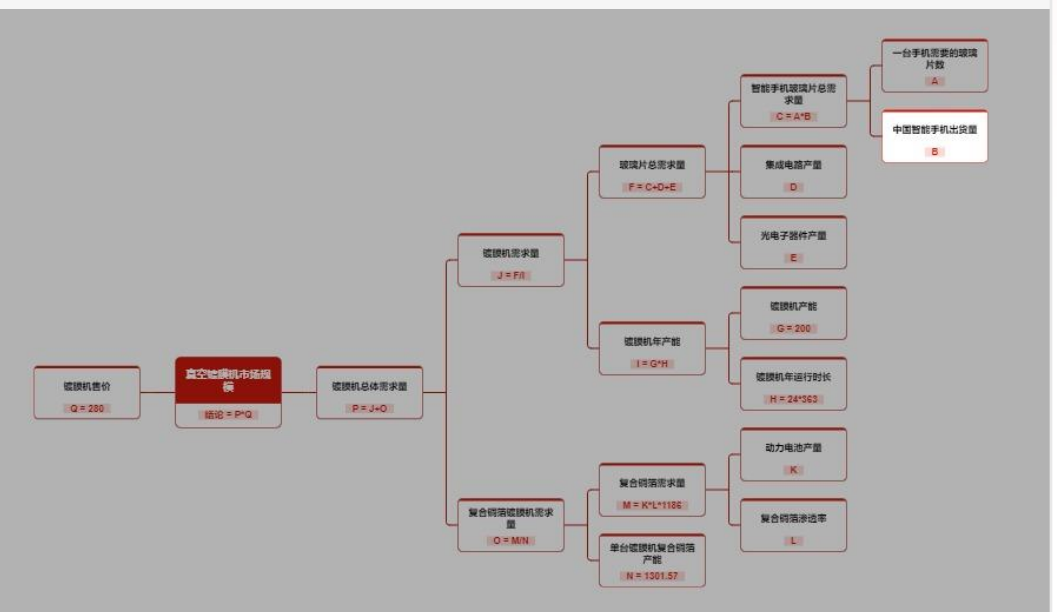 一台手机需要的玻璃
片数
A
中国智能手机出货量
B
智能手机玻璃片总需
求量
C = A*B
集成电路产量
D
光电子器件产量
E
玻璃片总需求量
F = C+D+E
镀膜机产能
G = 200
镀膜机年运行时长
H = 24*363
镀膜机年产能
I = G*H
镀膜机需求量
J = F/I
动力电池产量
K
复合铜箔渗透率
L
复合铜箔需求量
M = K*L*1186
单台镀膜机复合铜箔
产能
N = 1301.57
复合铜箔镀膜机需求
量
O = M/N
镀膜机总体需求量
P = J+O
真空镀膜机市场规
模
结论 = P*Q
镀膜机售价
Q = 280